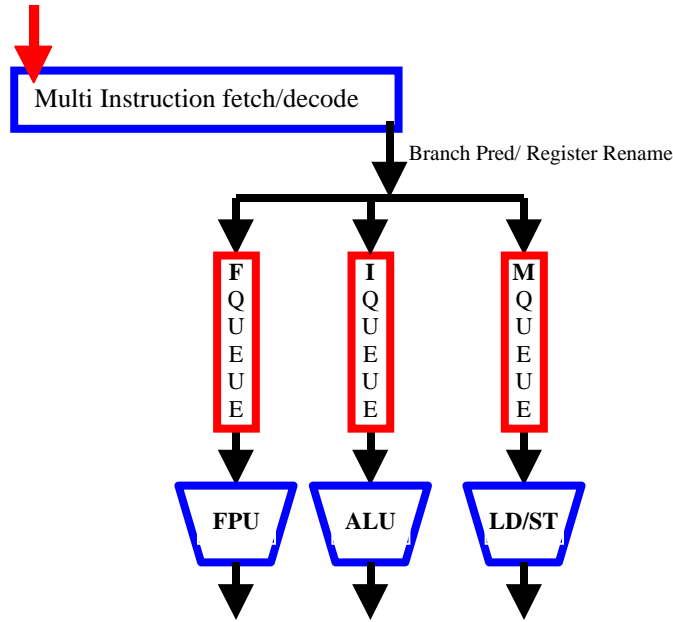 Multi Instruction fetch/decode
Branch Pred/ Register Rename
F
Q
U
E
U
E
I
Q
U
E
U
E
M
Q
U
E
U
E
FPU
ALU
LD/ST